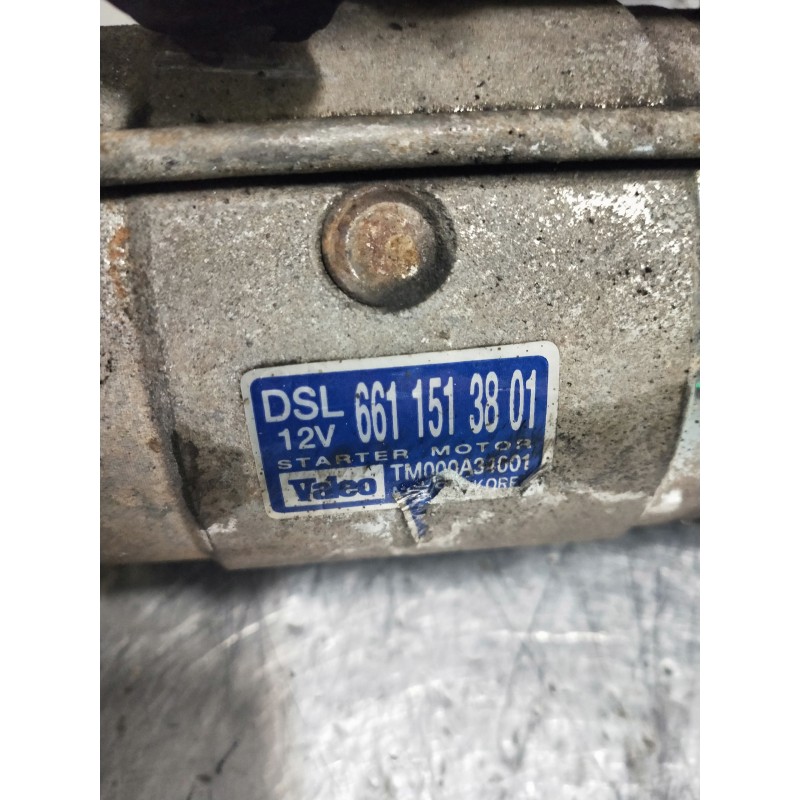 DSL 661 151 38 01
12V
STARTER MOTOR
Valeo TM000A34001